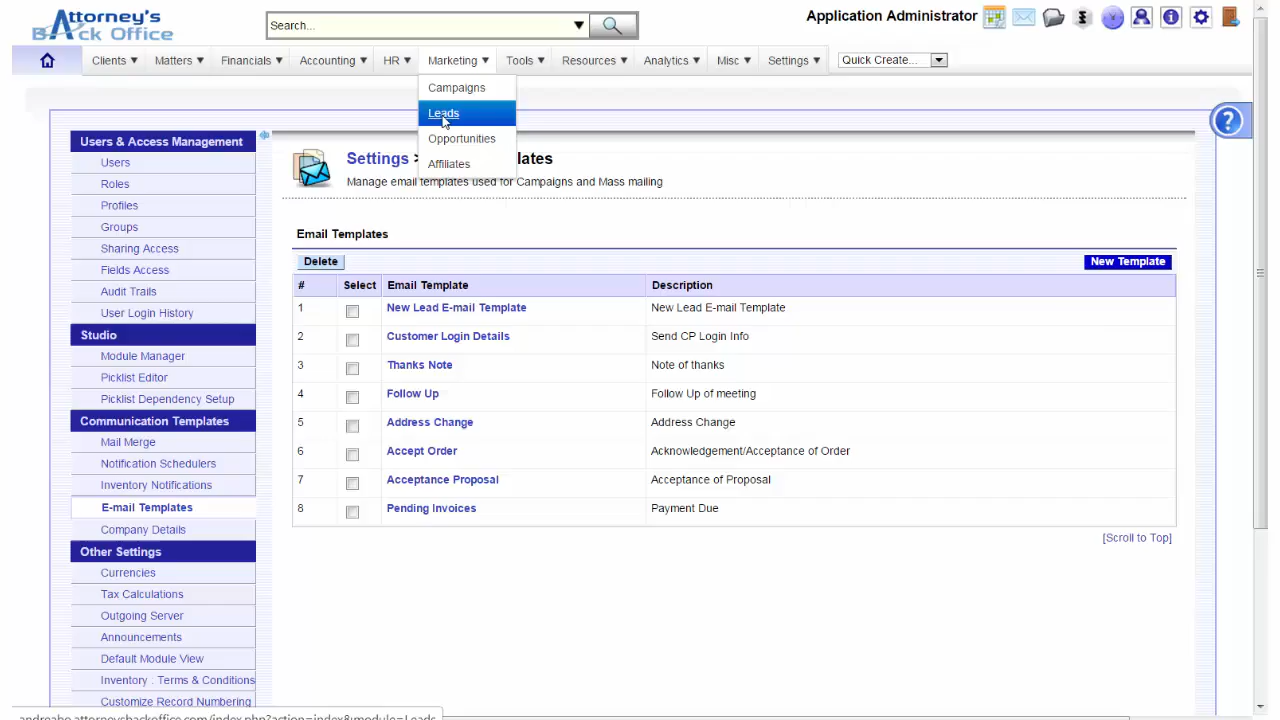 Attorney's
BAck Office
Search...
Application Administrator
Clients Matters Financials Accounting HR Marketing Tools Resources Analytics Misc Settings Quick Create...
Campaigns
Leads
Opportunities
Affiliates
Users & Access Management
Users
Roles
Profiles
Groups
Sharing Access
Fields Access
Audit Trails
User Login History
Studio
Module Manager
Picklist Editor
Picklist Dependency Setup
Communication Templates
Mail Merge
Notification Schedulers
Inventory Notifications
E-mail Templates
Company Details
Other Settings
Currencies
Tax Calculations
Outgoing Server
Announcements
Default Module View
Inventory . Terms & Conditions
Customize Record Numbering
Settings > lates
Manage email templates used for Campaigns and Mass mailing
Email Templates
Delete New Template
# Select Email Template Description
1 New Lead E-mail Template New Lead E-mail Template
2 Customer Login Details Send CP Login Info
3 Thanks Note Note of thanks
4 Follow Up Follow Up of meeting
5 Address Change Address Change
6 Accept Order Acknowledgement/Acceptance of Order
7 Acceptance Proposal Acceptance of Proposal
8 Pending Invoices Payment Due
[Scroll to Top]